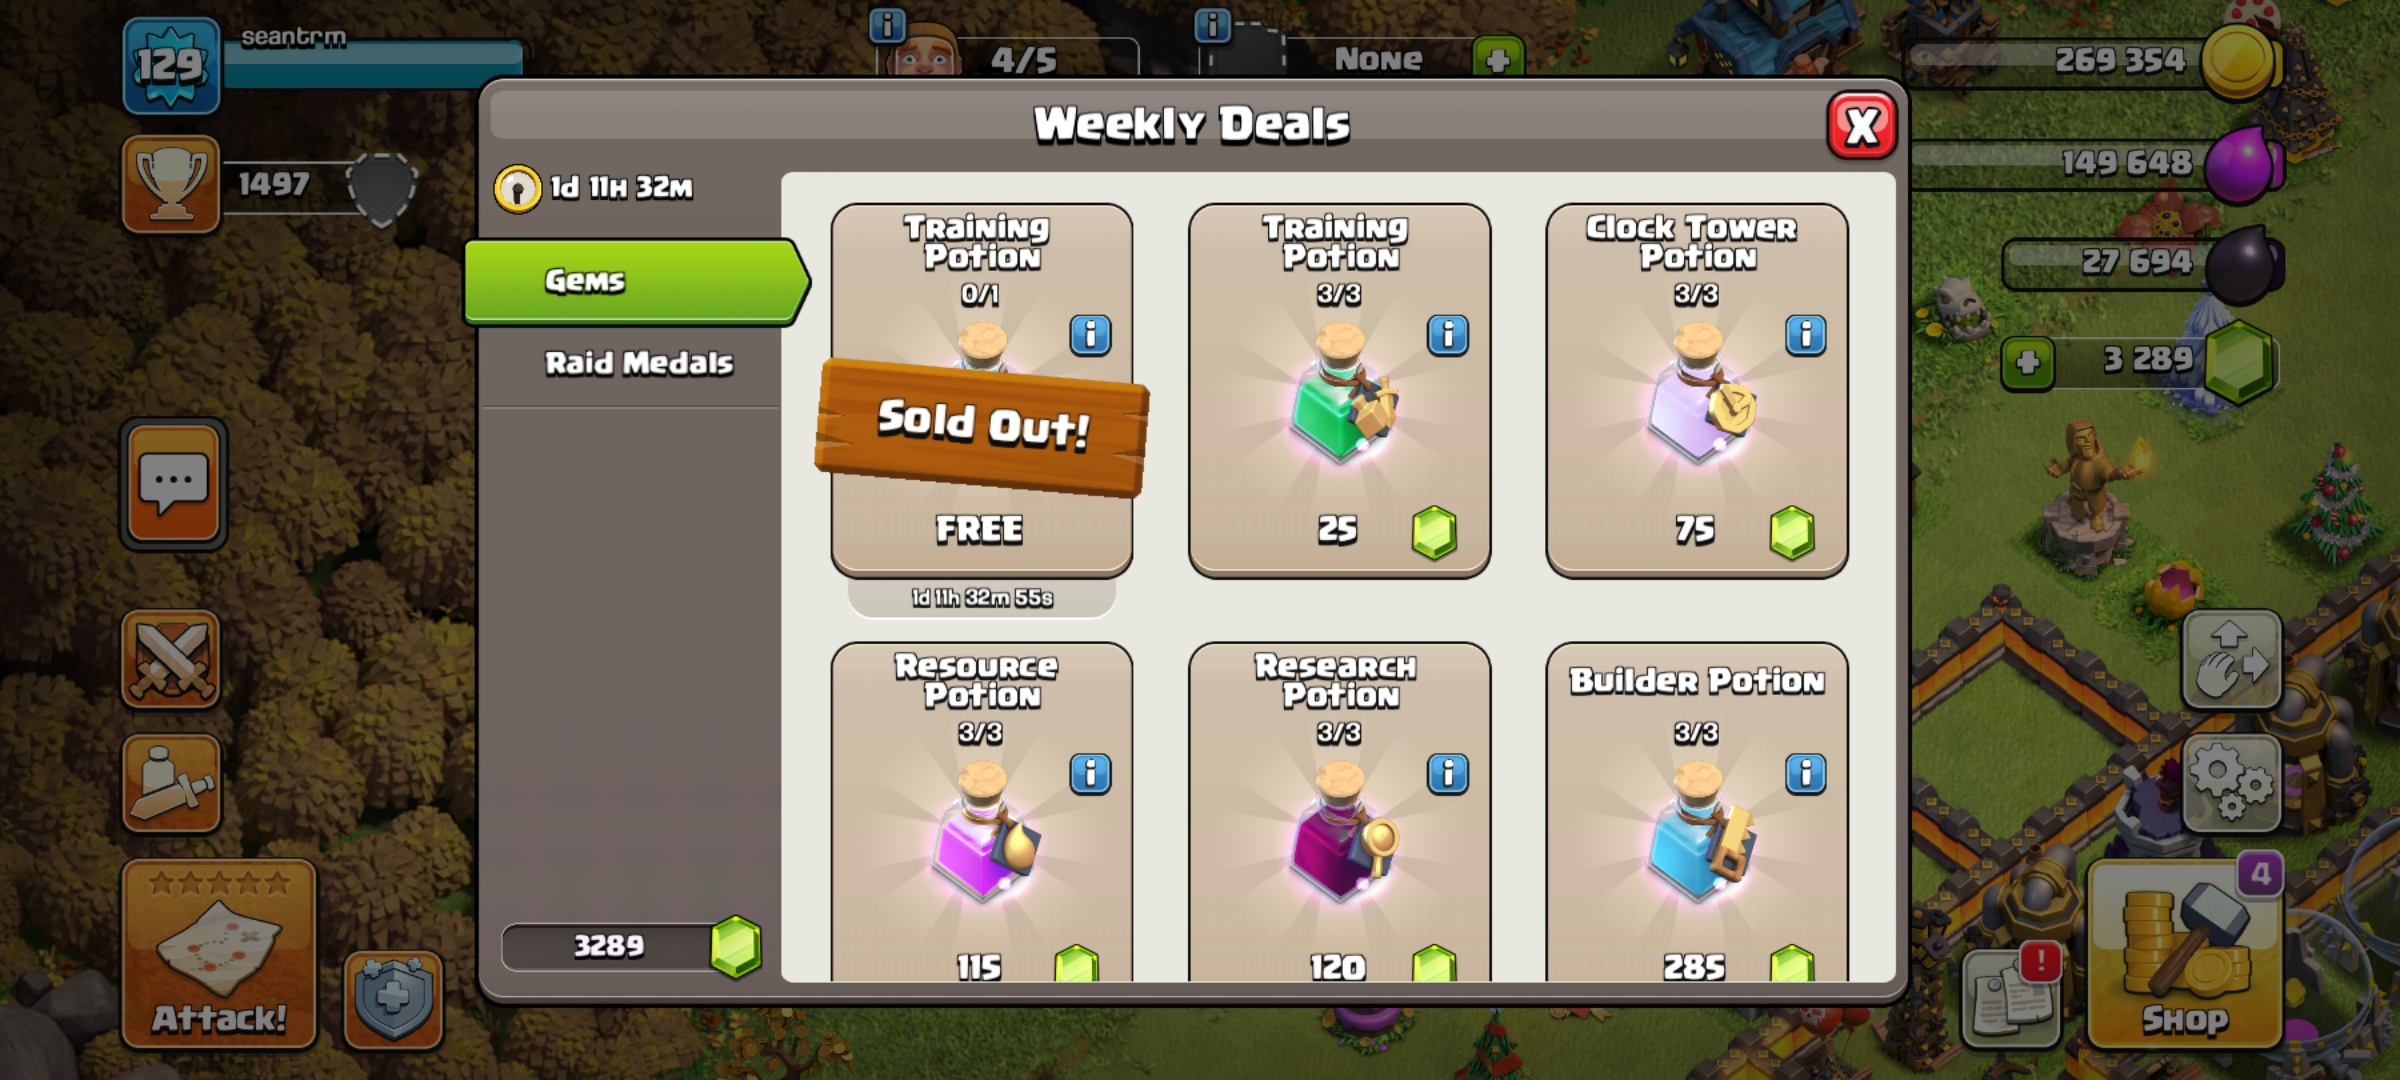 129
seantrm
4/5
None
269 354
1497
149 648
27 694
3 289
Weekly Deals
X
1d 11H 32M
Gems
Raid Medals
Training
Potion
0/1
Sold Out!
FREE
1d 11h 32m 55s
Training
Potion
3/3
25
Clock Tower
Potion
3/3
75
Resource
Potion
3/3
115
Research
Potion
3/3
120
Builder Potion
3/3
285
3289
Attack!
!
4
Shop